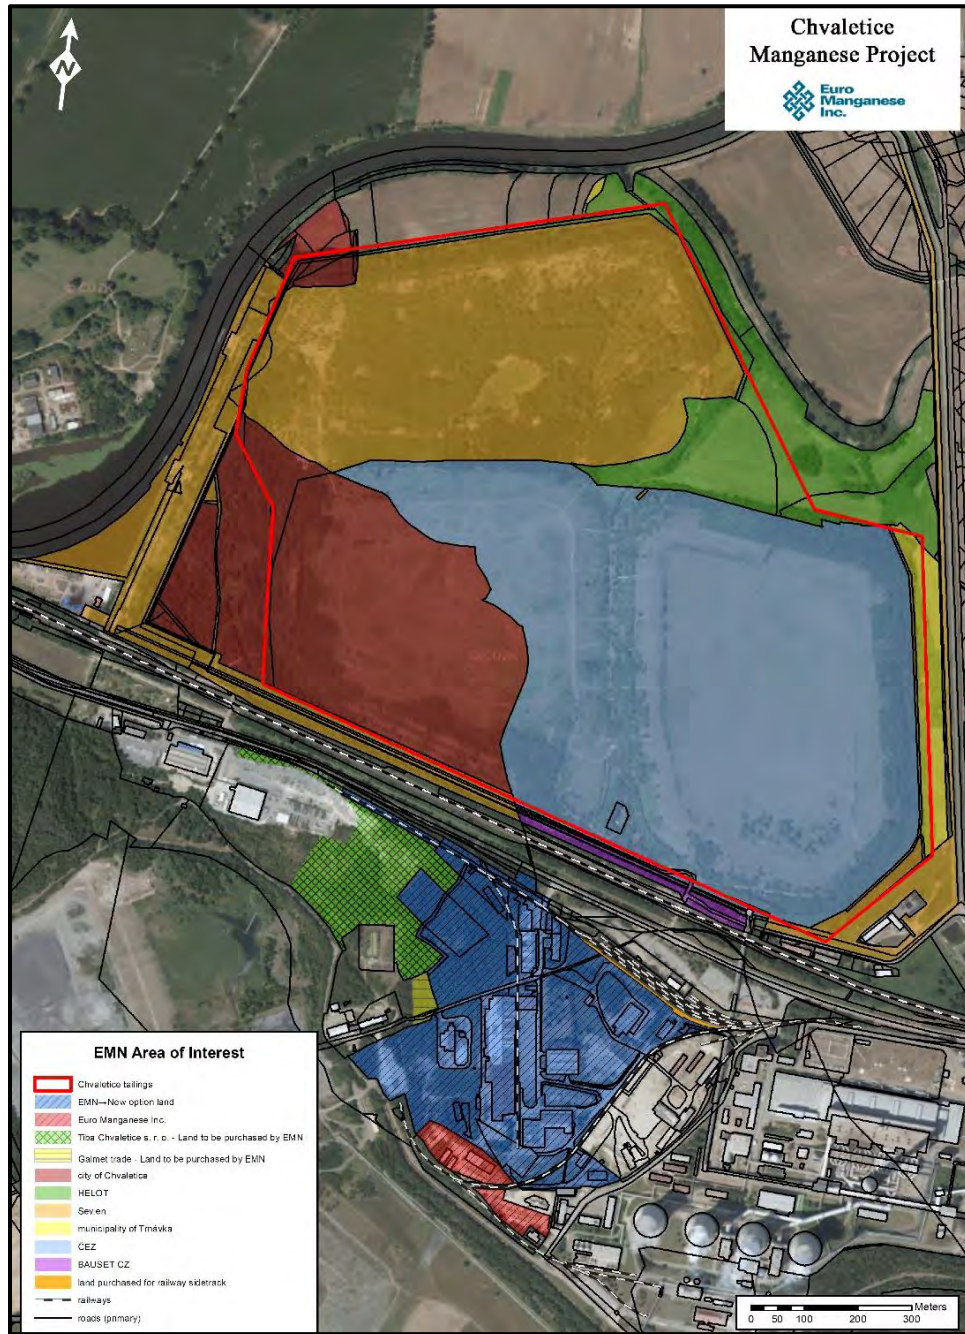 Chvaletice
Manganese Project
Euro
Manganese
Inc.
N
EMN Area of Interest
Chvaletice tailings
EMN—New option land
Euro Manganese Inc.
Tiba Chvaletice s. r. o. - Land to be purchased by EMN
Galmet trade - Land to be purchased by EMN
city of Chvaletice
HELOT
Sev.en
municipality of Trnávka
ČEZ
BAUSET CZ
land purchased for railway sidetrack
railways
roads (primary)
Meters
0 50 100 200 300